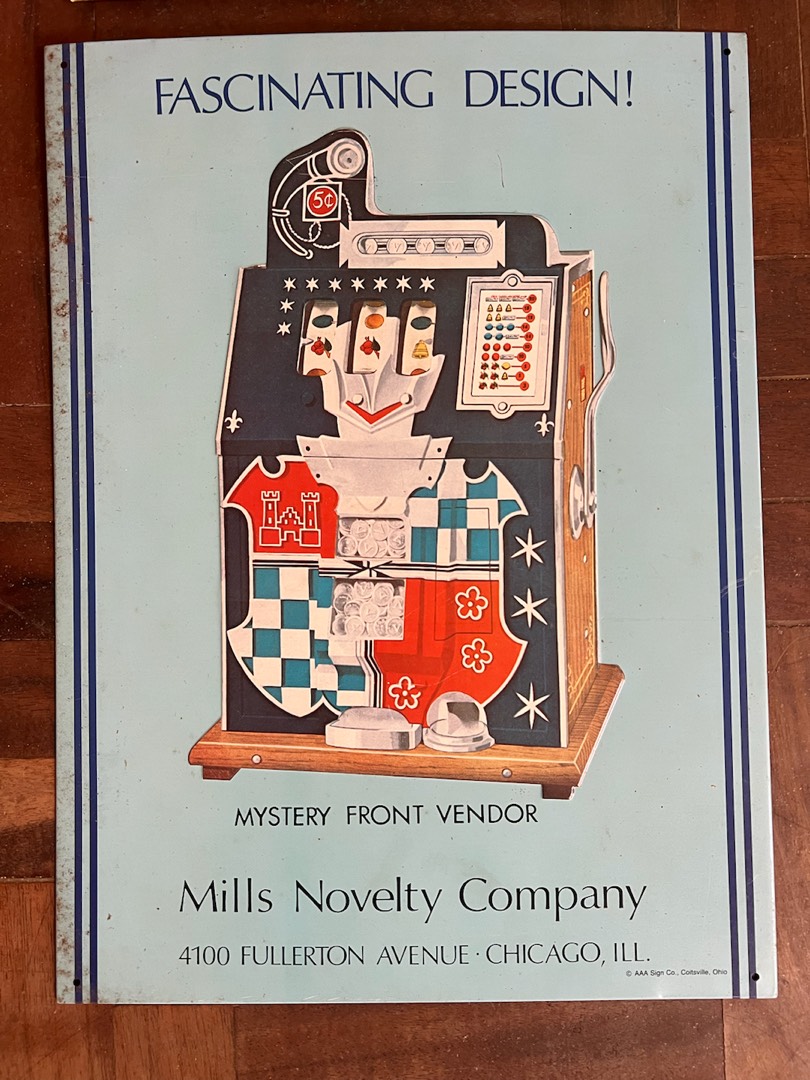 FASCINATING DESIGN!
5¢
MYSTERY FRONT VENDOR
Mills Novelty Company
4100 FULLERTON AVENUE · CHICAGO, ILL.
© AAA Sign Co., Coitsville, Ohio